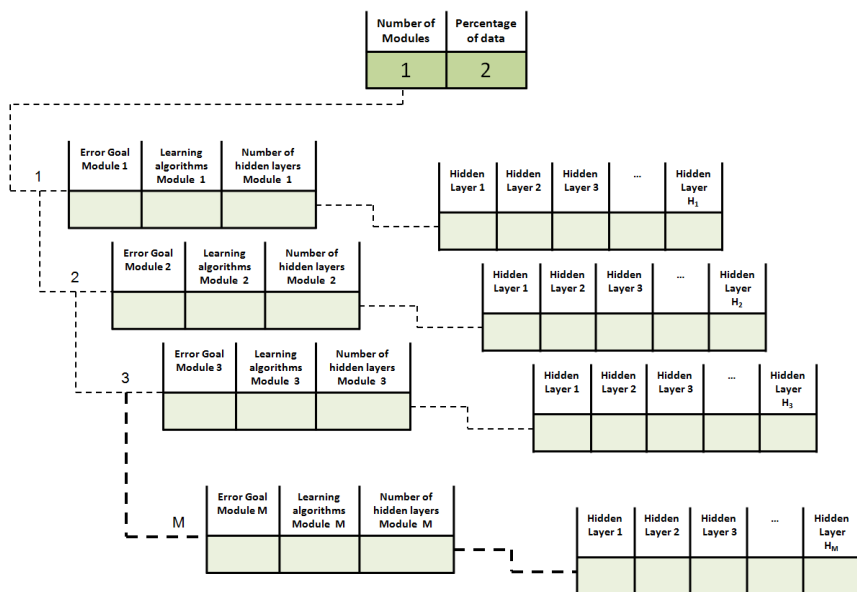 Number of Modules
Percentage of data
1
2
1
Error Goal Module 1
Learning algorithms Module 1
Number of hidden layers Module 1
Hidden Layer 1
Hidden Layer 2
Hidden Layer 3
...
Hidden Layer H₁
2
Error Goal Module 2
Learning algorithms Module 2
Number of hidden layers Module 2
Hidden Layer 1
Hidden Layer 2
Hidden Layer 3
...
Hidden Layer H₂
3
Error Goal Module 3
Learning algorithms Module 3
Number of hidden layers Module 3
Hidden Layer 1
Hidden Layer 2
Hidden Layer 3
...
Hidden Layer H₃
M
Error Goal Module M
Learning algorithms Module M
Number of hidden layers Module M
Hidden Layer 1
Hidden Layer 2
Hidden Layer 3
...
Hidden Layer H_M